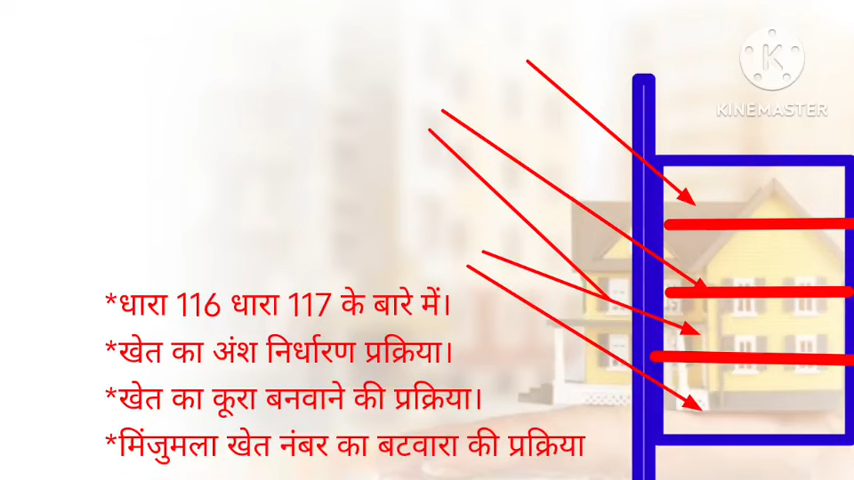 KINEMASTER
*धारा 116 धारा 117 के बारे में।
*खेत का अंश निर्धारण प्रक्रिया।
*खेत का कूरा बनवाने की प्रक्रिया।
*मिंजुमला खेत नंबर का बटवारा की प्रक्रिया